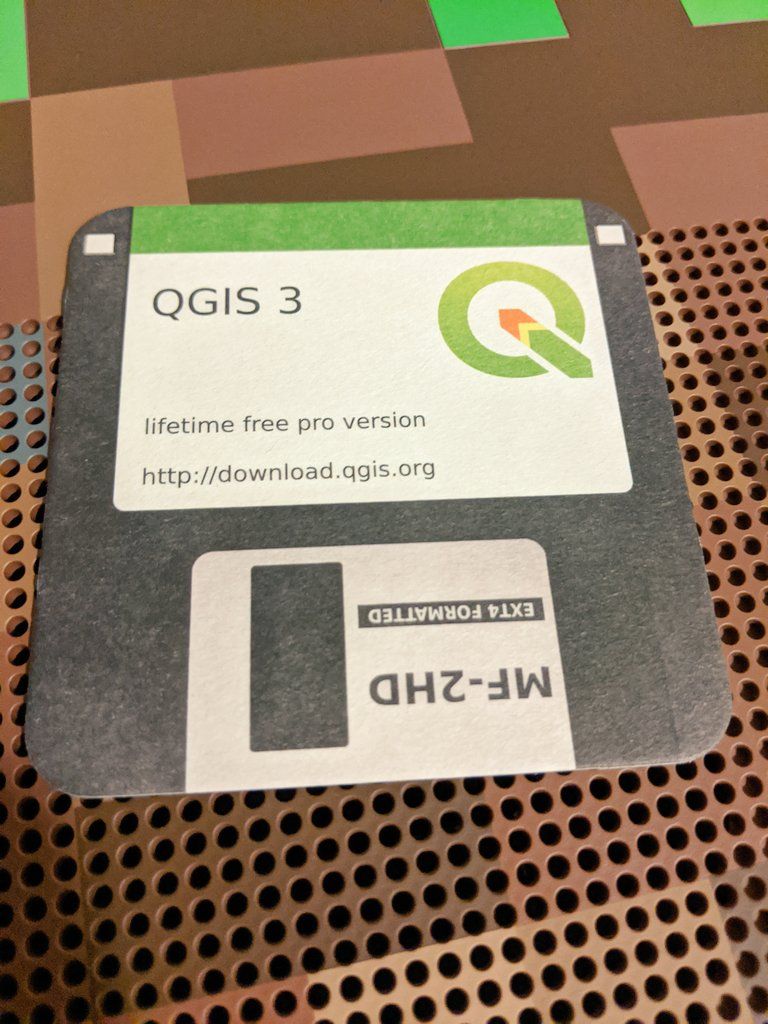 QGIS 3
lifetime free pro version
http://download.qgis.org
EXT4 FORMATTED
MF-2HD